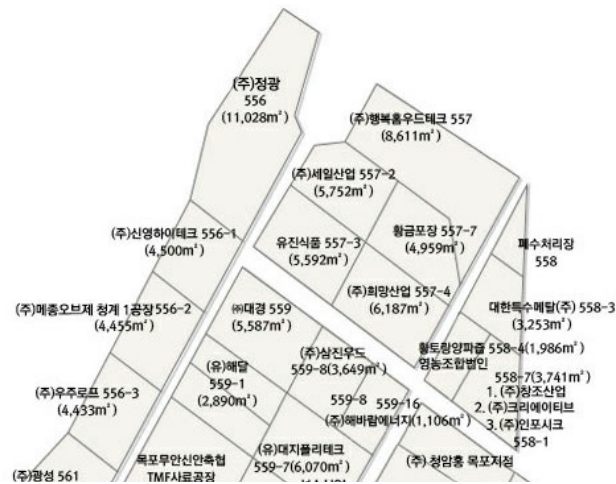 (주)정광
556
(11,028㎡)
(주)행복홈우드테크 557
(8,611㎡)
(주)세일산업 557-2
(5,752㎡)
(주)신영하이테크 556-1
(4,500㎡)
유진식품 557-3
(5,592㎡)
황금포장 557-7
(4,959㎡)
폐수처리장
558
(주)희망산업 557-4
(6,187㎡)
(주)메종오브제 청계 1공장 556-2
(4,455㎡)
㈜대경 559
(5,587㎡)
대한특수메탈(주) 558-3
(3,253㎡)
(주)삼진우드
559-8(3,649㎡)
황토랑양파즙 558-4(1,986㎡)
영농조합법인
(유)해달
559-1
(2,890㎡)
558-7(3,741㎡)
1. (주)창조산업
2. (주)크리에이티브
3. (주)인포시크
558-1
(주)우주로프 556-3
(4,433㎡)
559-8
559-16
(주)해바람에너지(1,106㎡)
(유)대지폴리테크
559-7(6,070㎡)
목포무안신안축협
TMF사료공장
(주)광성 561
(주) 청암홍 목포지점